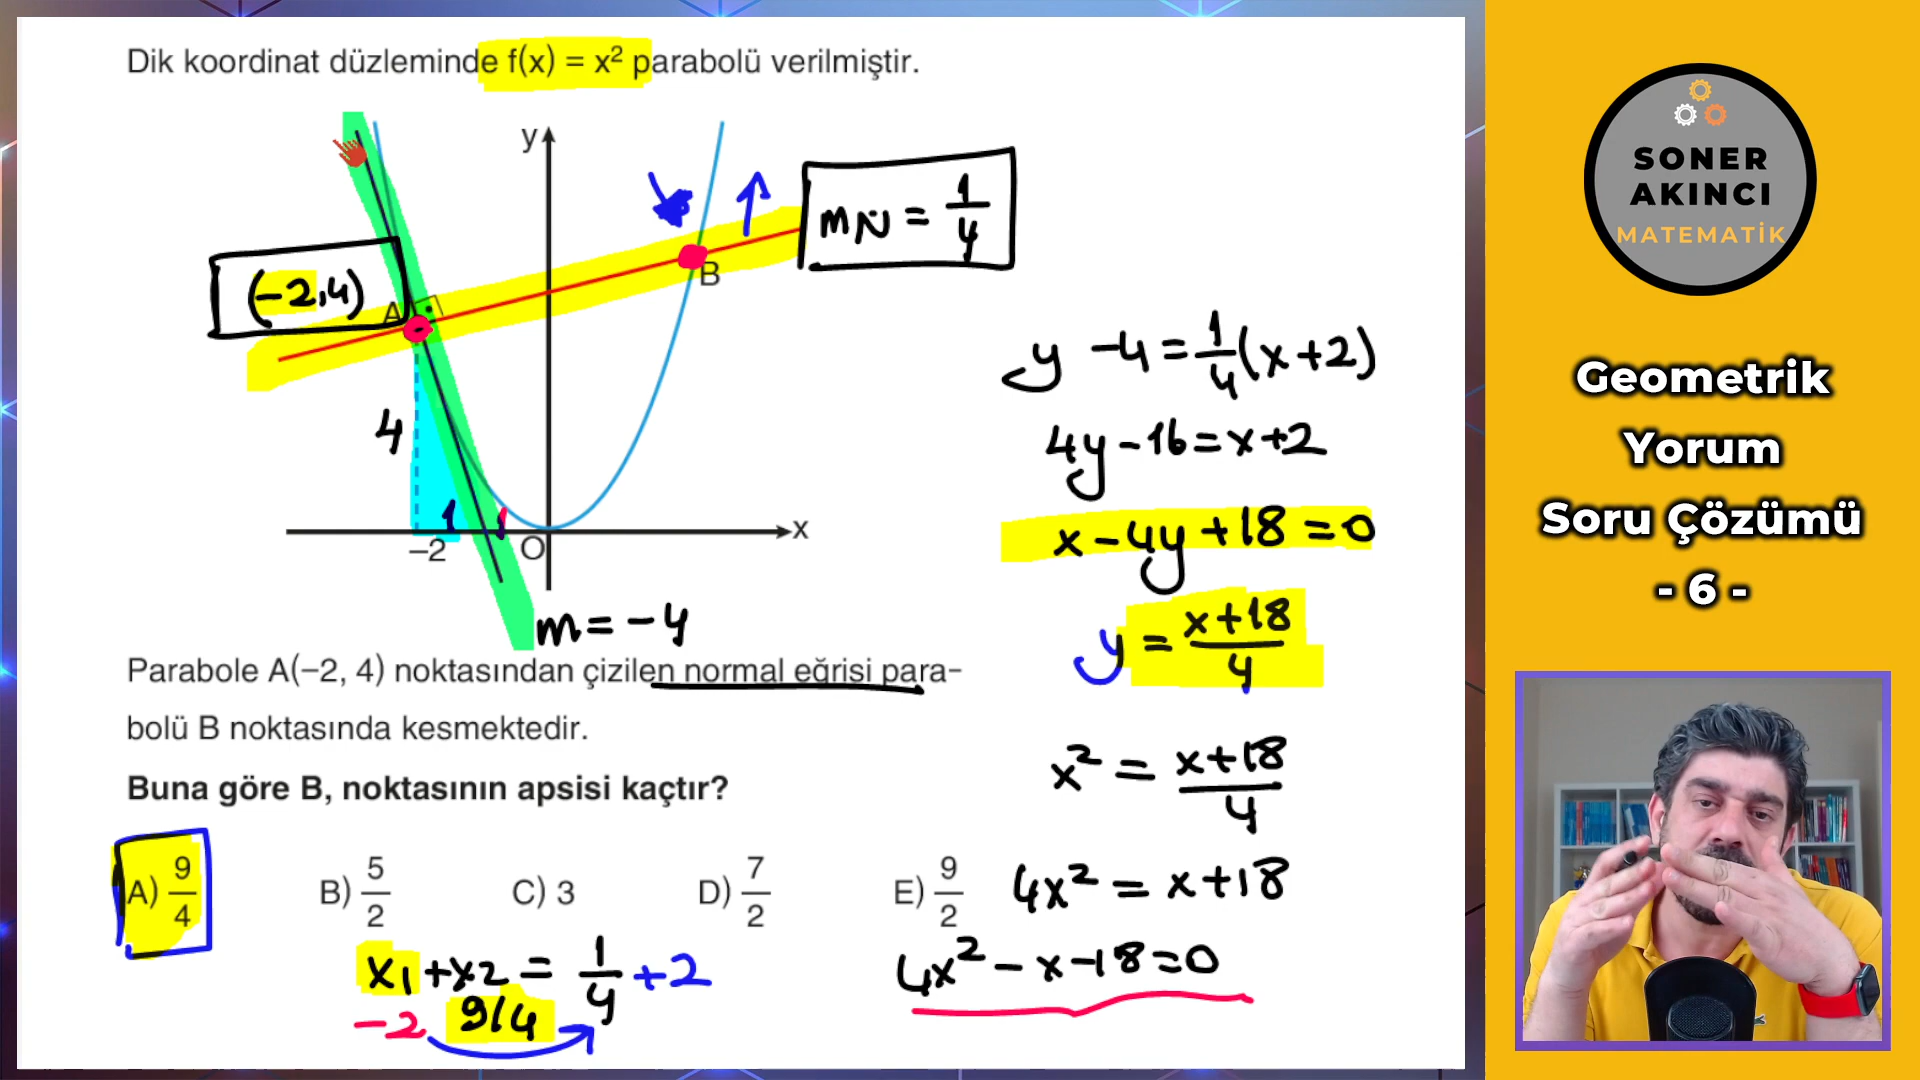 Dik koordinat düzleminde f(x) = x² parabolü verilmiştir.
y
mN = 1/4
(-2,4)
A
B
4
1
1
-2
O
x
m = -4
y - 4 = 1/4 (x+2)
4y - 16 = x+2
x - 4y + 18 = 0
y = x+18/4
x² = x+18/4
4x² = x+18
4x² - x - 18 = 0
Parabole A(–2, 4) noktasından çizilen normal eğrisi para-
bolü B noktasında kesmektedir.
Buna göre B, noktasının apsisi kaçtır?
A) 9/4 B) 5/2 C) 3 D) 7/2 E) 9/2
x1 + x2 = 1/4 + 2
-2 9/4
SONER
AKINCI
MATEMATİK
Geometrik
Yorum
Soru Çözümü
- 6 -